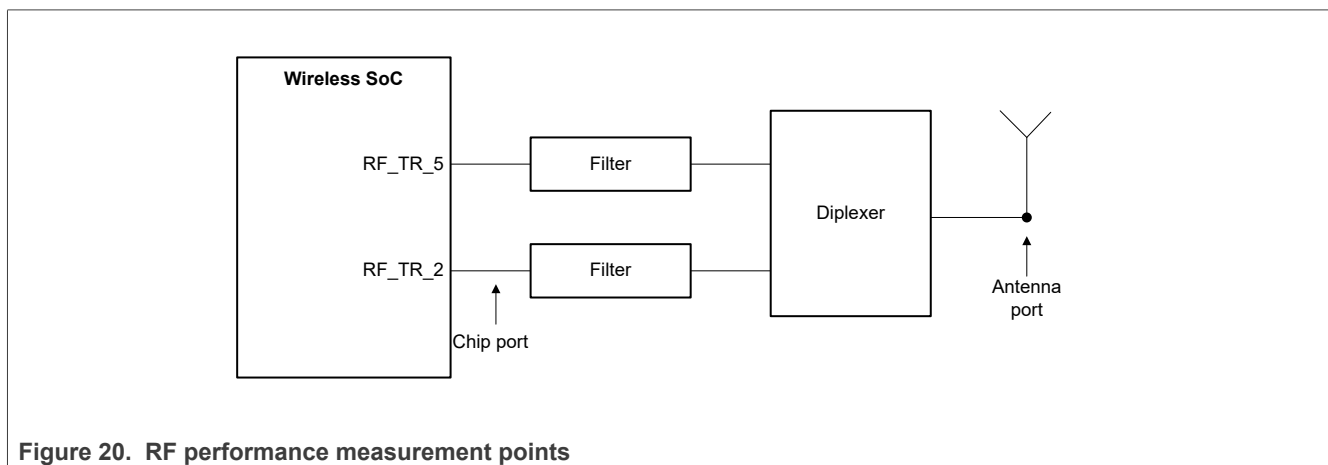 Wireless SoC
RF_TR_5
Filter
Diplexer
RF_TR_2
Filter
Chip port
Antenna
port
Figure 20. RF performance measurement points